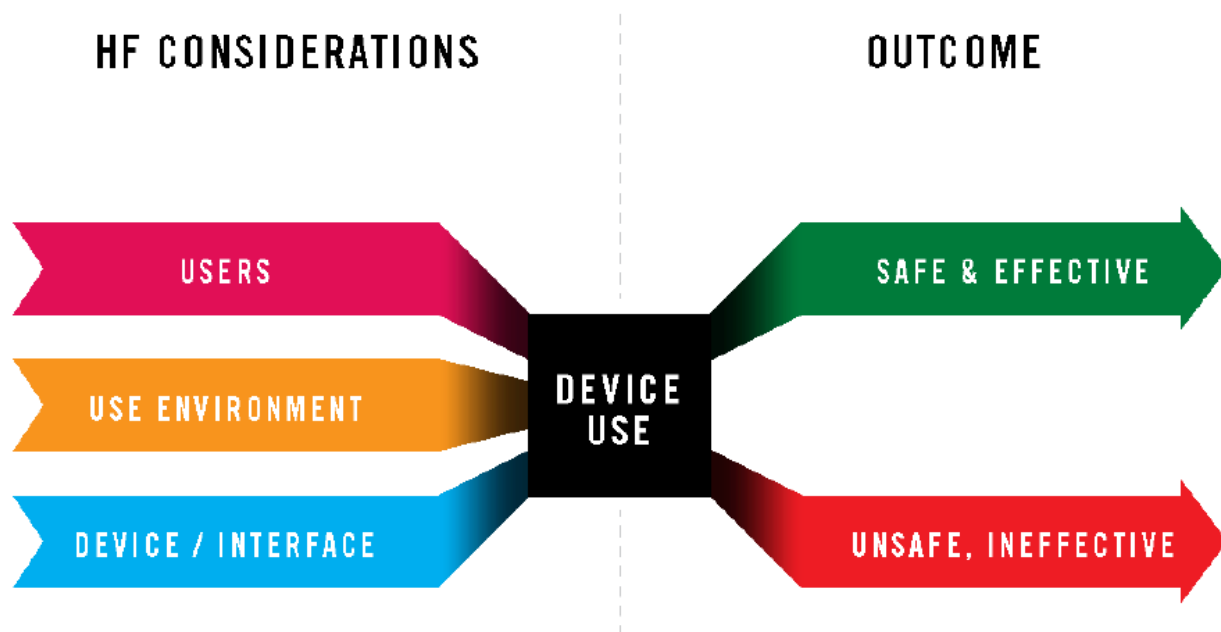 HF CONSIDERATIONS
OUTCOME
USERS
USE ENVIRONMENT
DEVICE / INTERFACE
DEVICE
USE
SAFE & EFFECTIVE
UNSAFE, INEFFECTIVE